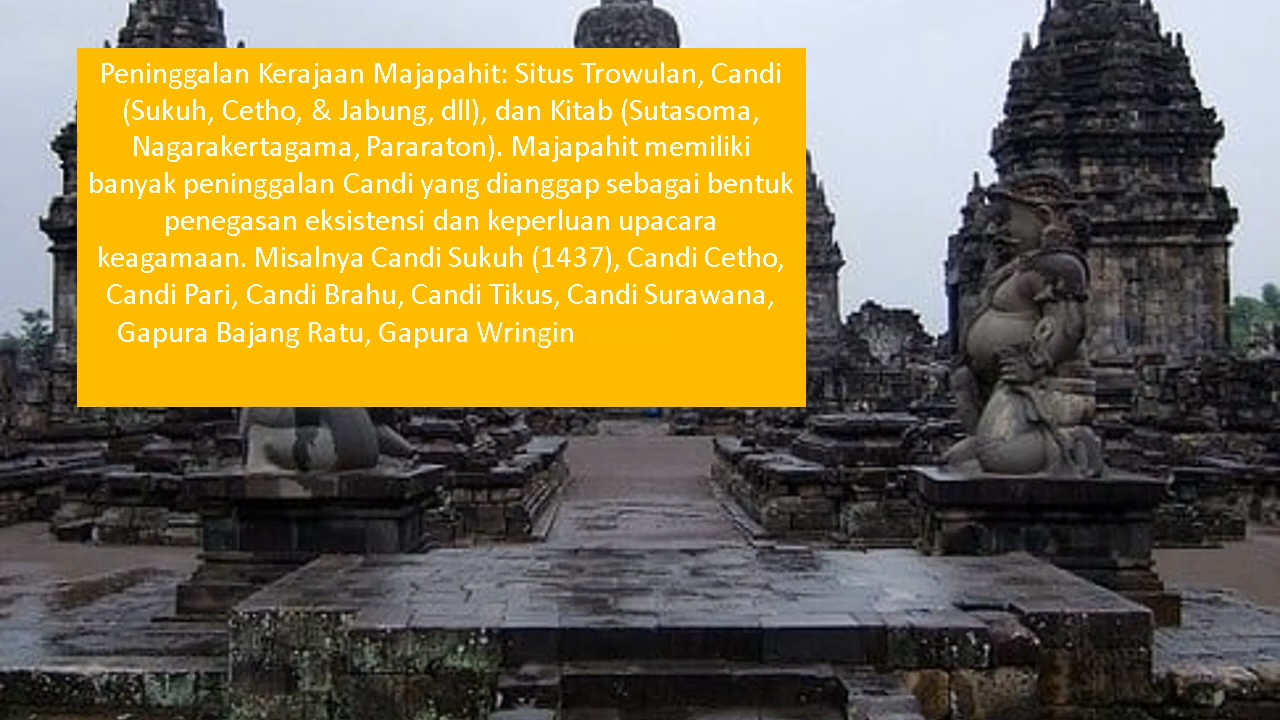 Peninggalan Kerajaan Majapahit: Situs Trowulan, Candi
(Sukuh, Cetho, & Jabung, dll), dan Kitab (Sutasoma,
Nagarakertagama, Pararaton). Majapahit memiliki
banyak peninggalan Candi yang dianggap sebagai bentuk
penegasan eksistensi dan keperluan upacara
keagamaan. Misalnya Candi Sukuh (1437), Candi Cetho,
Candi Pari, Candi Brahu, Candi Tikus, Candi Surawana,
Gapura Bajang Ratu, Gapura Wringin